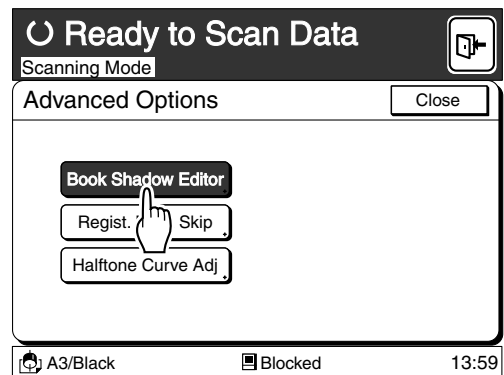 Ready to Scan Data
Scanning Mode
Advanced Options
Close
Book Shadow Editor
Regist. Skip
Halftone Curve Adj
A3/Black
Blocked
13:59